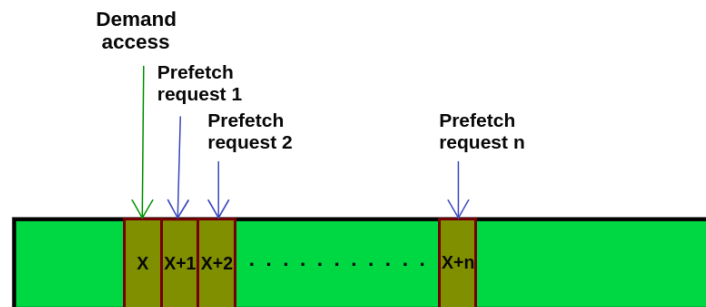 Demand
access
Prefetch
request 1
Prefetch
request 2
Prefetch
request n
X X+1 X+2 . . . . . . . . . . . X+n